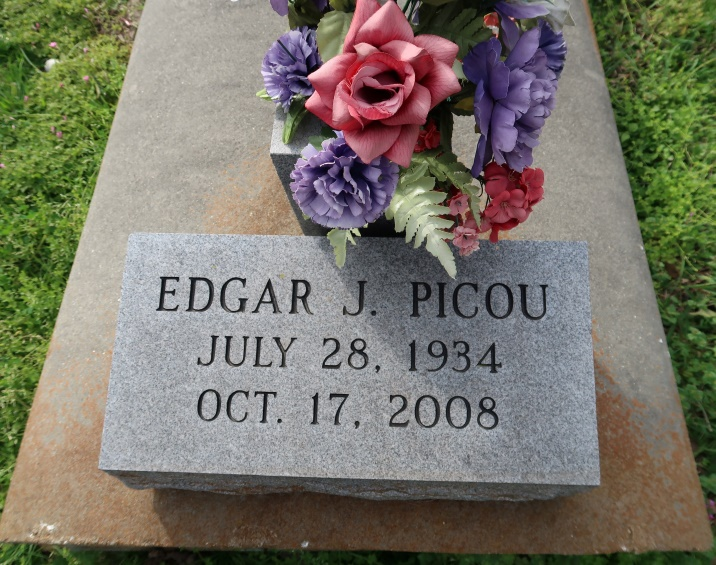 EDGAR J. PICOU
JULY 28, 1934
OCT. 17, 2008